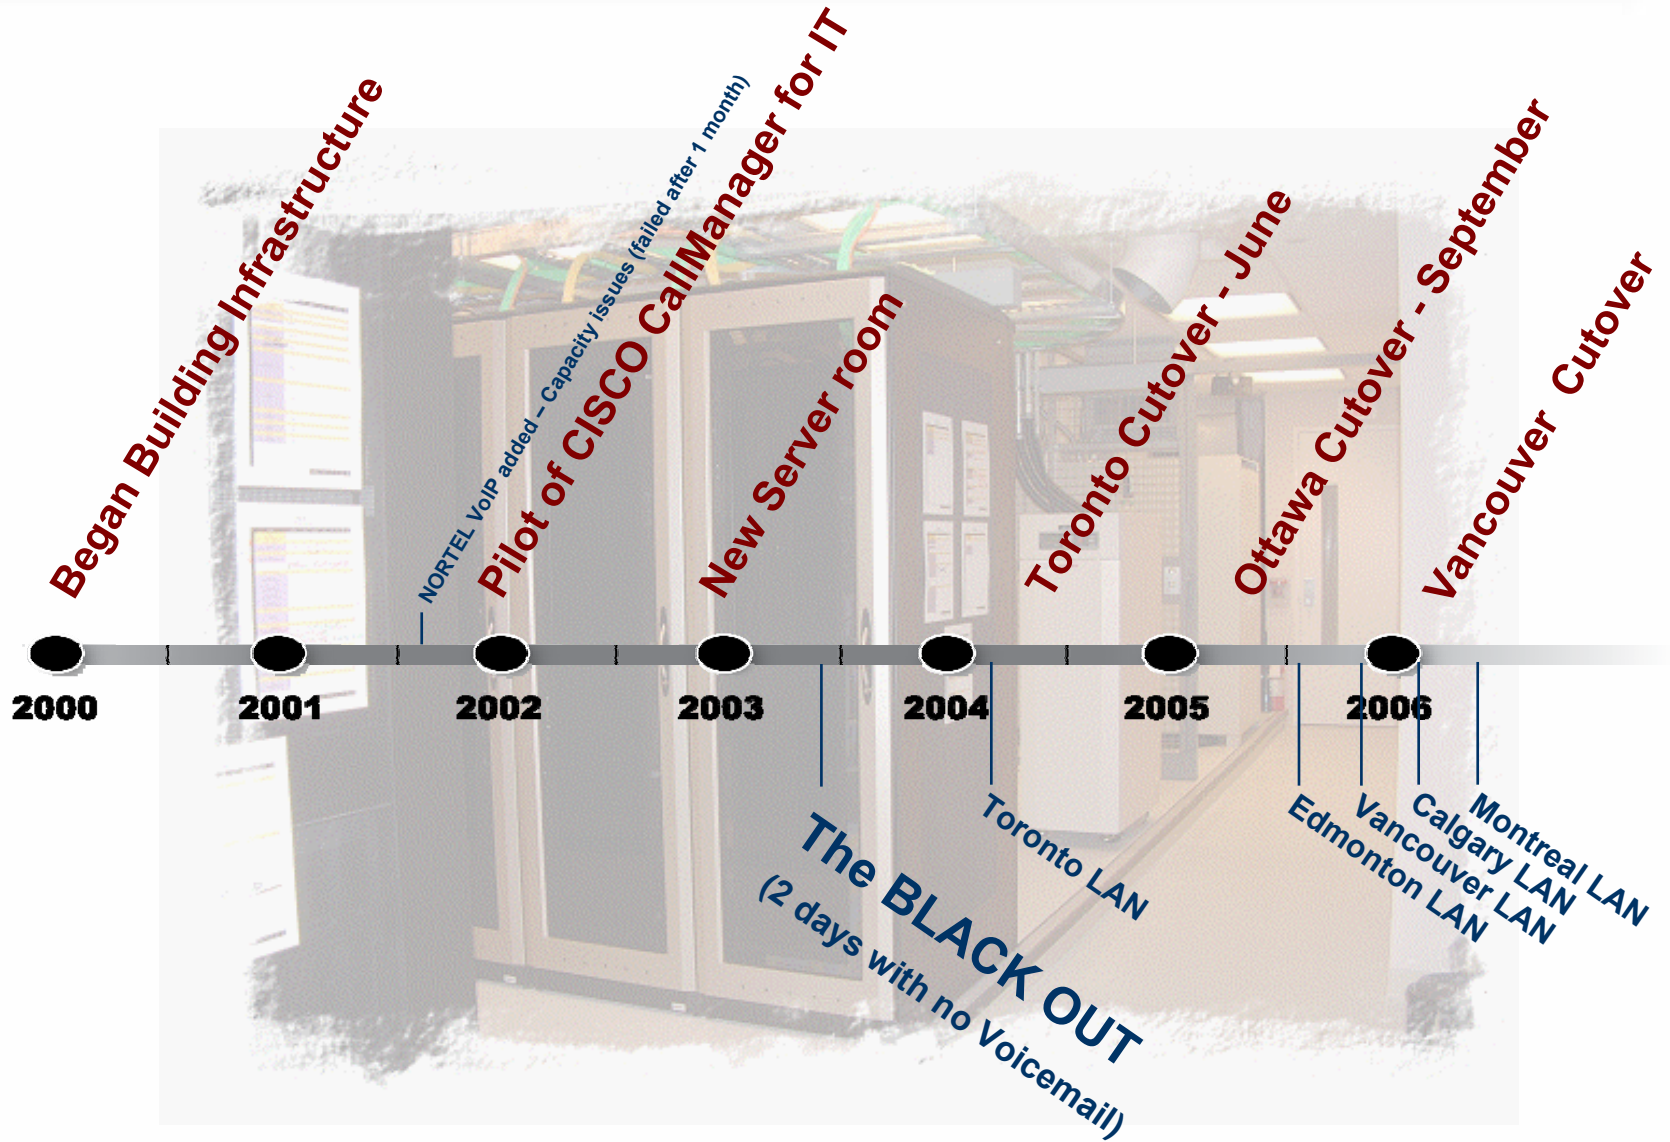 Began Building Infrastructure
NORTEL VoIP added – Capacity issues (failed after 1 month)
Pilot of CISCO CallManager for IT
New Server room
Toronto Cutover - June
Ottawa Cutover - September
Vancouver Cutover
2000
2001
2002
2003
2004
2005
2006
The BLACK OUT
(2 days with no Voicemail)
Toronto LAN
Edmonton LAN
Vancouver LAN
Calgary LAN
Montreal LAN